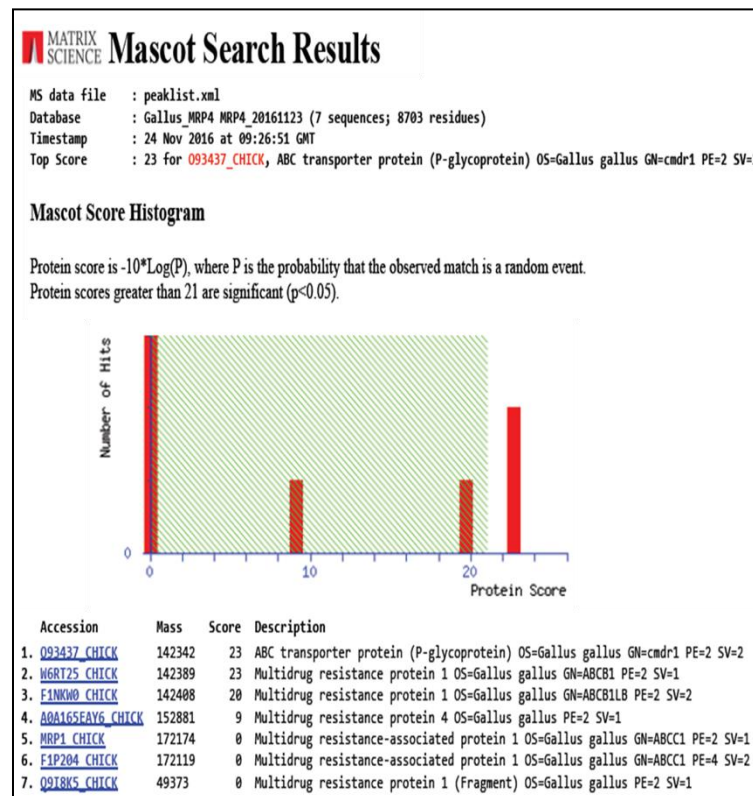 MATRIX
SCIENCE Mascot Search Results
MS data file : peaklist.xml
Database : Gallus_MRP4 MRP4_20161123 (7 sequences; 8703 residues)
Timestamp : 24 Nov 2016 at 09:26:51 GMT
Top Score : 23 for O93437_CHICK, ABC transporter protein (P-glycoprotein) OS=Gallus gallus GN=cmdr1 PE=2 SV=
Mascot Score Histogram
Protein score is -10*Log(P), where P is the probability that the observed match is a random event.
Protein scores greater than 21 are significant (p<0.05).
Number of Hits
0
0 10 20
Protein Score
Accession Mass Score Description
1. O93437_CHICK 142342 23 ABC transporter protein (P-glycoprotein) OS=Gallus gallus GN=cmdr1 PE=2 SV=2
2. W6RT25_CHICK 142389 23 Multidrug resistance protein 1 OS=Gallus gallus GN=ABCB1 PE=2 SV=1
3. F1NKW0_CHICK 142408 20 Multidrug resistance protein 1 OS=Gallus gallus GN=ABCB1LB PE=2 SV=2
4. A0A165EAY6_CHICK 152881 9 Multidrug resistance protein 4 OS=Gallus gallus PE=2 SV=1
5. MRP1_CHICK 172174 0 Multidrug resistance-associated protein 1 OS=Gallus gallus GN=ABCC1 PE=2 SV=1
6. F1P204_CHICK 172119 0 Multidrug resistance-associated protein 1 OS=Gallus gallus GN=ABCC1 PE=4 SV=2
7. Q9I8K5_CHICK 49373 0 Multidrug resistance protein 1 (Fragment) OS=Gallus gallus PE=2 SV=1